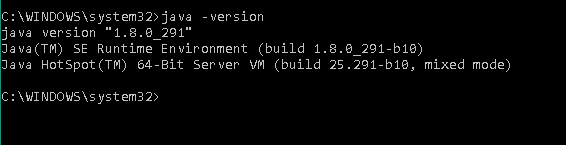 C:\WINDOWS\system32>java -version
java version "1.8.0_291"
Java(TM) SE Runtime Environment (build 1.8.0_291-b10)
Java HotSpot(TM) 64-Bit Server VM (build 25.291-b10, mixed mode)
C:\WINDOWS\system32>